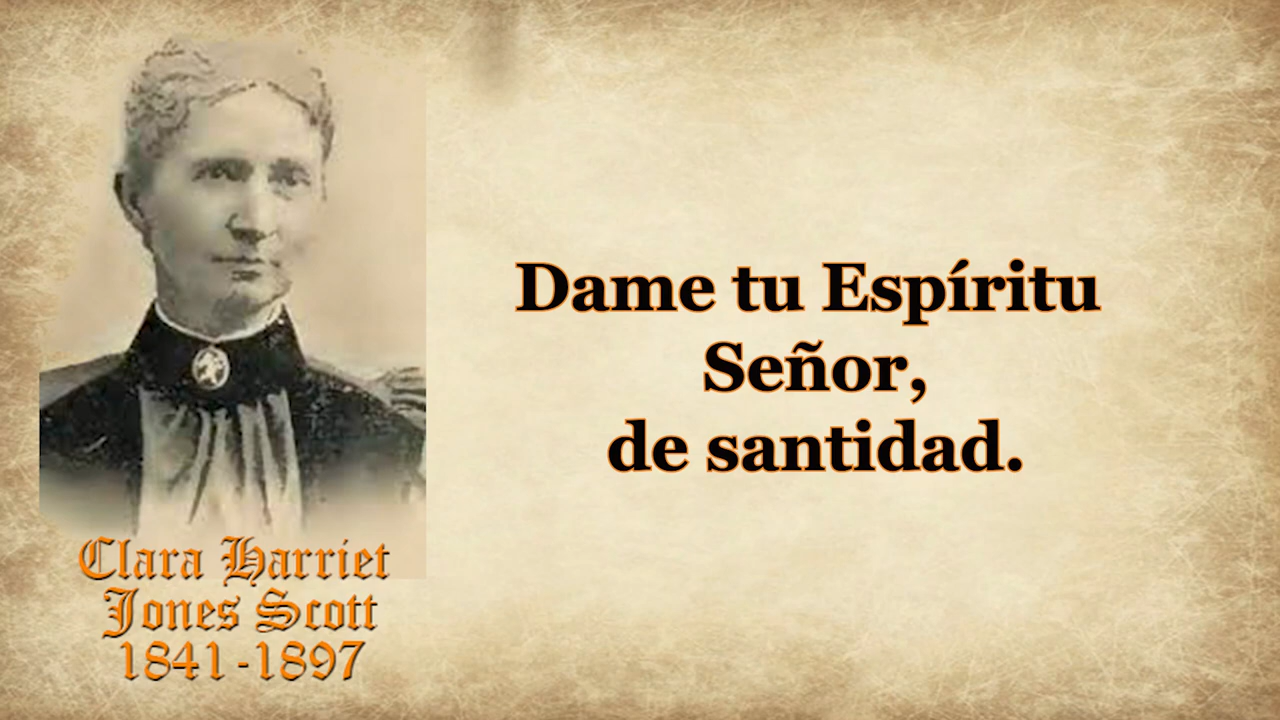 Dame tu Espíritu
Señor,
de santidad.
Clara Harriet
Jones Scott
1841-1897